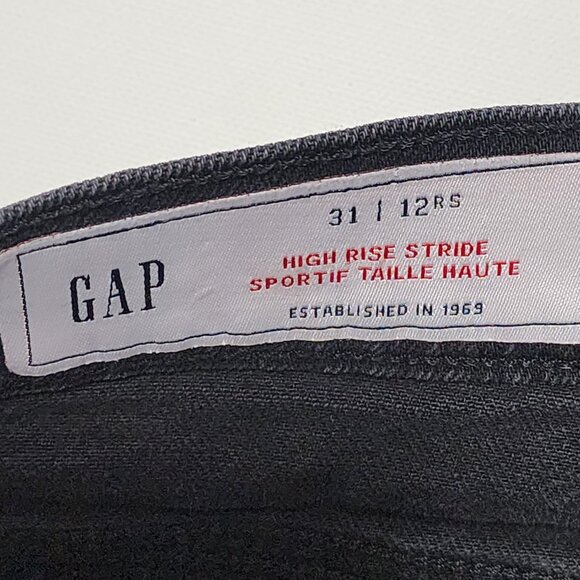 GAP
31 | 12RS
HIGH RISE STRIDE
SPORTIF TAILLE HAUTE
ESTABLISHED IN 1969